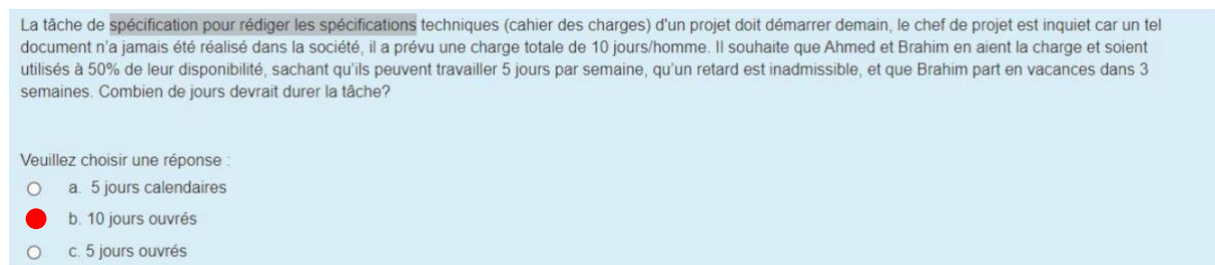 La tâche de spécification pour rédiger les spécifications techniques (cahier des charges) d'un projet doit démarrer demain, le chef de projet est inquiet car un tel
document n'a jamais été réalisé dans la société, il a prévu une charge totale de 10 jours/homme. Il souhaite que Ahmed et Brahim en aient la charge et soient
utilisés à 50% de leur disponibilité, sachant qu'ils peuvent travailler 5 jours par semaine, qu'un retard est inadmissible, et que Brahim part en vacances dans 3
semaines. Combien de jours devrait durer la tâche?
Veuillez choisir une réponse :
a. 5 jours calendaires
b. 10 jours ouvrés
c. 5 jours ouvrés